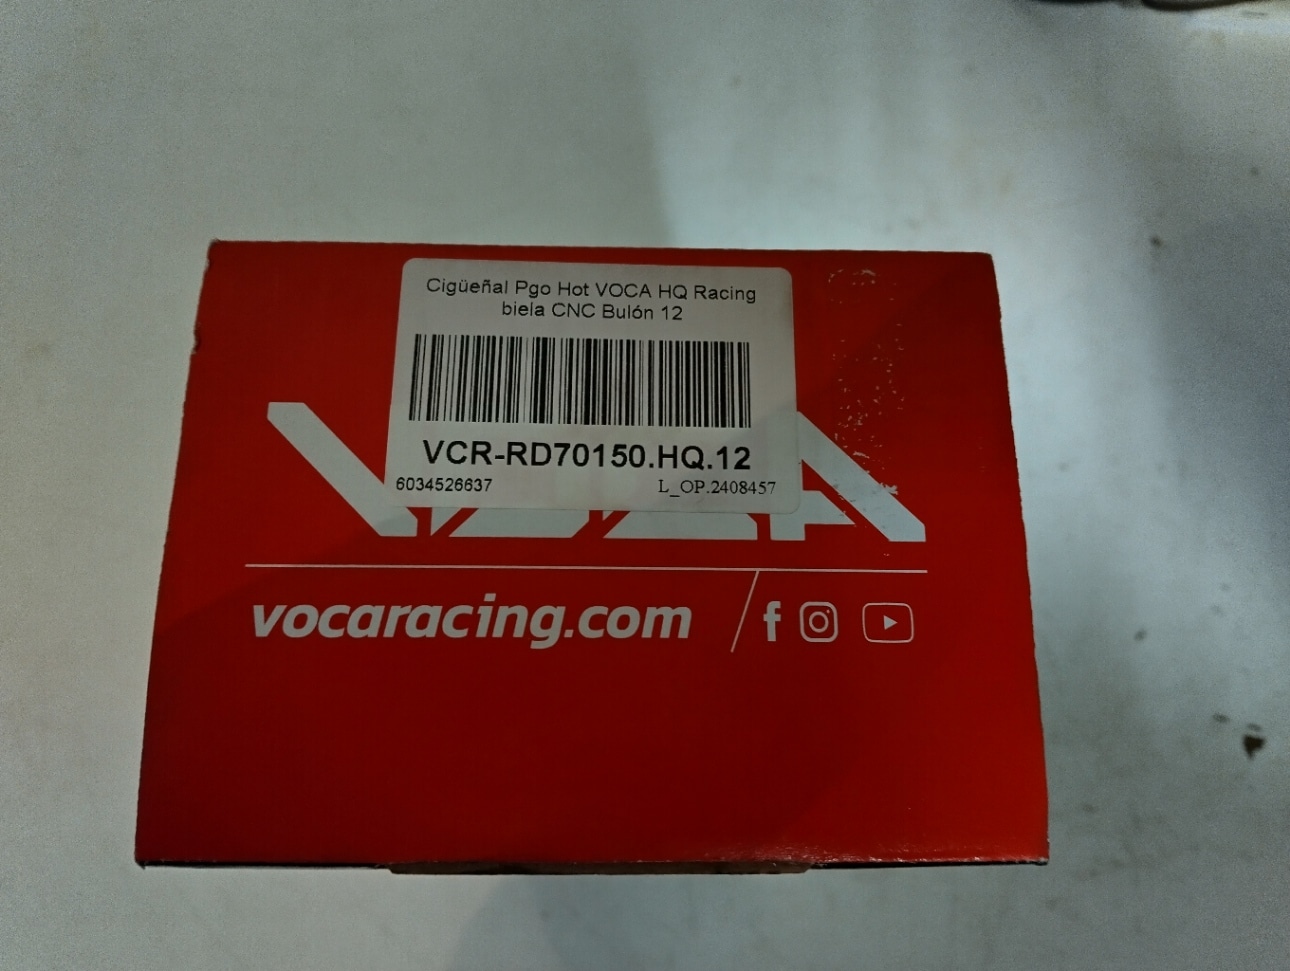 Cigüeñal Pgo Hot VOCA HQ Racing
biela CNC Bulón 12
VCR-RD70150.HQ.12
6034526637 L_OP.2408457
vocaracing.com